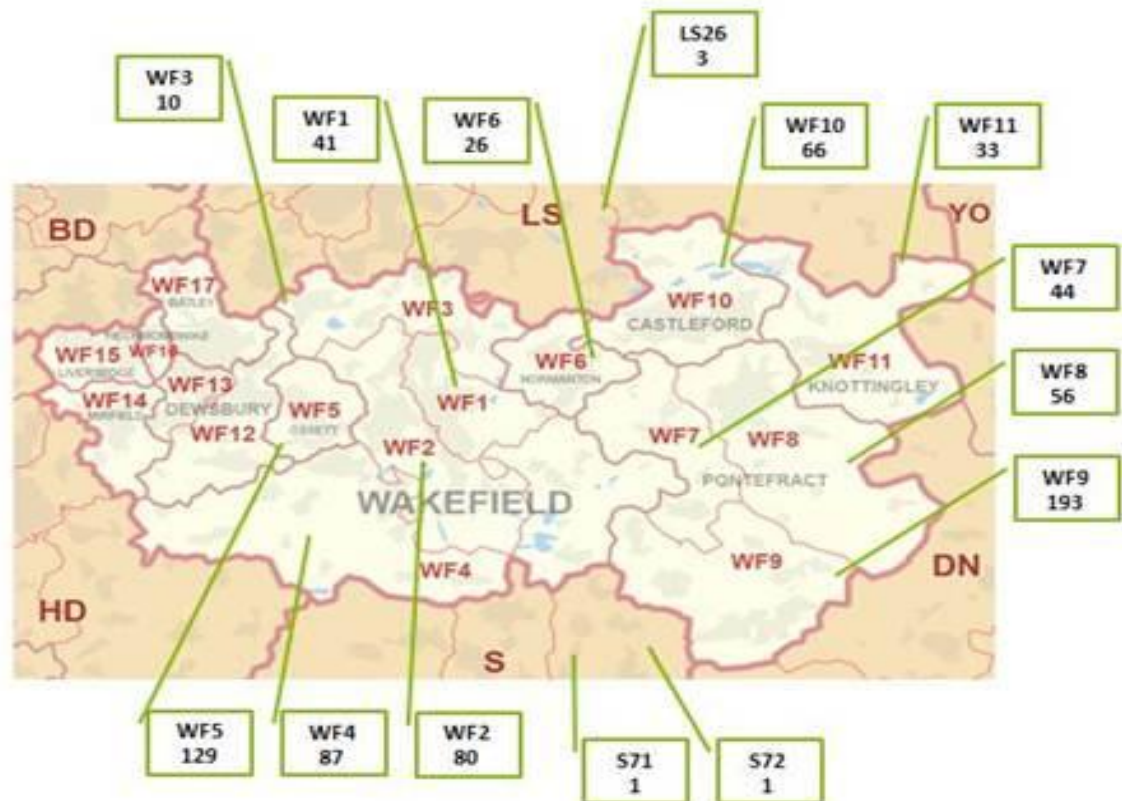 LS26
3
WF3
10
WF1
41
WF6
26
WF10
66
WF11
33
BD
LS
YO
WF7
44
WF17
BATLEY
WF3
WF10
CASTLEFORD
HECKMONDWIKE
WF15
WF16
LIVERSEDGE
WF6
NORMANTON
WF11
KNOTTINGLEY
WF8
56
WF13
WF14
MIRFIELD
DEWSBURY
WF5
OSSETT
WF1
WF12
WF2
WF7
WF8
PONTEFRACT
WF9
193
WAKEFIELD
WF4
WF9
DN
HD
S
WF5
129
WF4
87
WF2
80
S71
1
S72
1